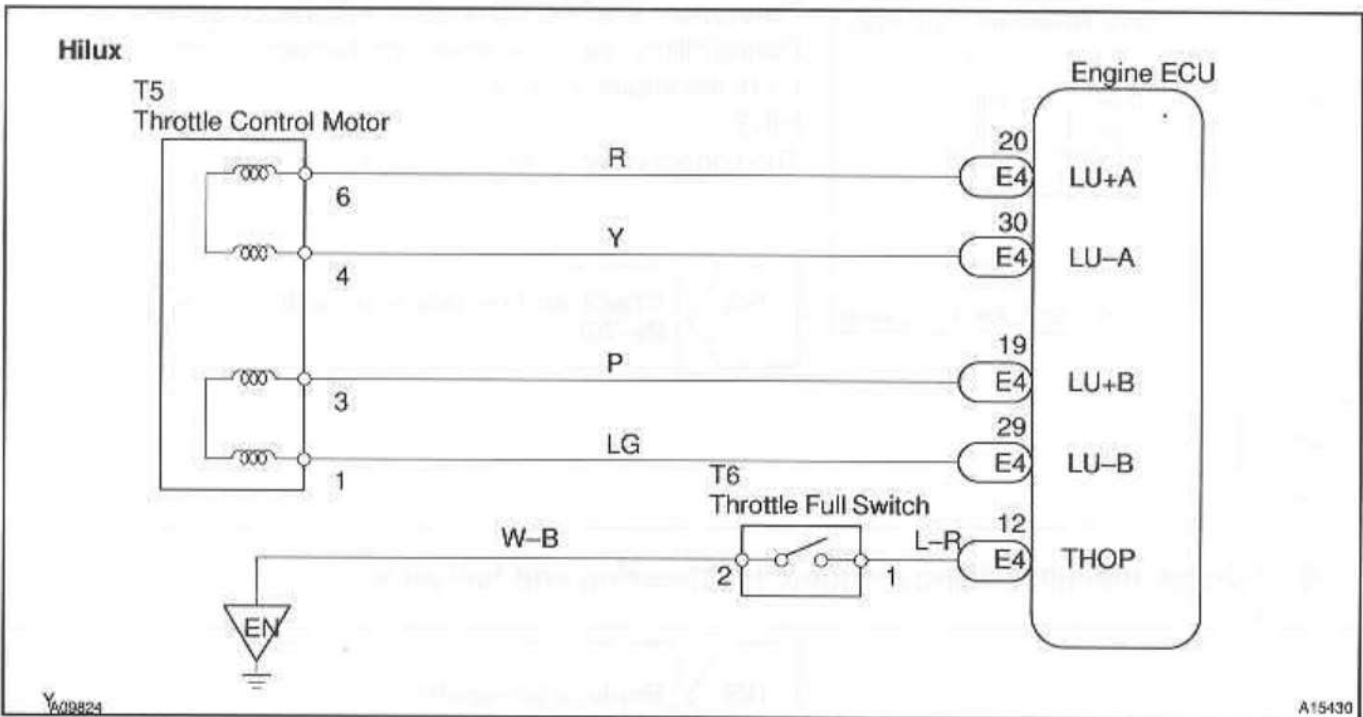 Hilux
T5
Throttle Control Motor
Engine ECU
R
6
20
E4
LU+A
Y
4
30
E4
LU–A
P
3
19
E4
LU+B
LG
1
29
E4
LU–B
T6
Throttle Full Switch
W–B
2
1
L–R
12
E4
THOP
EN
A09824
A15430